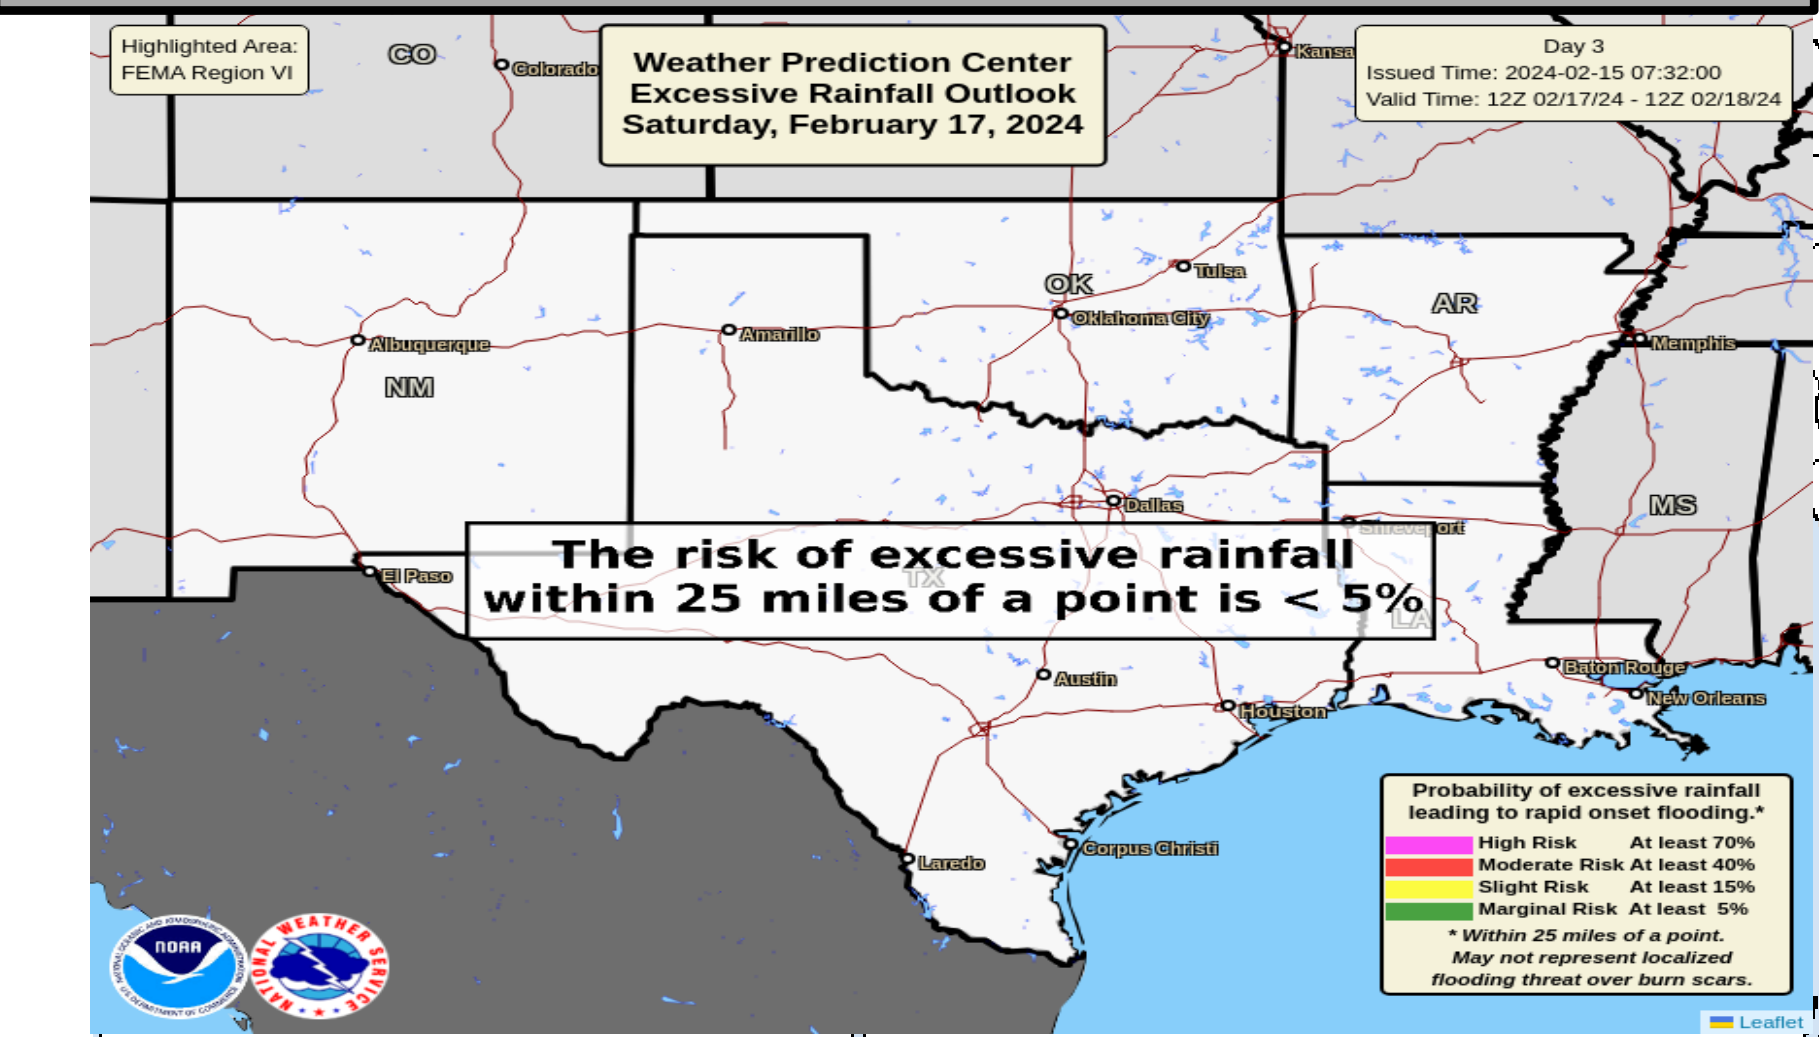 Highlighted Area:
FEMA Region VI
Weather Prediction Center
Excessive Rainfall Outlook
Saturday, February 17, 2024
Day 3
Issued Time: 2024-02-15 07:32:00
Valid Time: 12Z 02/17/24 - 12Z 02/18/24
CO
Colorado
Kansa
Tulsa
OK
Oklahoma City
AR
Amarillo
Albuquerque
Memphis
NM
MS
Dallas
Shreveport
The risk of excessive rainfall
within 25 miles of a point is < 5%
TX
LA
El Paso
Austin
Baton Rouge
New Orleans
Houston
Corpus Christi
Laredo
Probability of excessive rainfall
leading to rapid onset flooding.*
High Risk At least 70%
Moderate Risk At least 40%
Slight Risk At least 15%
Marginal Risk At least 5%
* Within 25 miles of a point.
May not represent localized
flooding threat over burn scars.
NOAA
NATIONAL WEATHER SERVICE
Leaflet